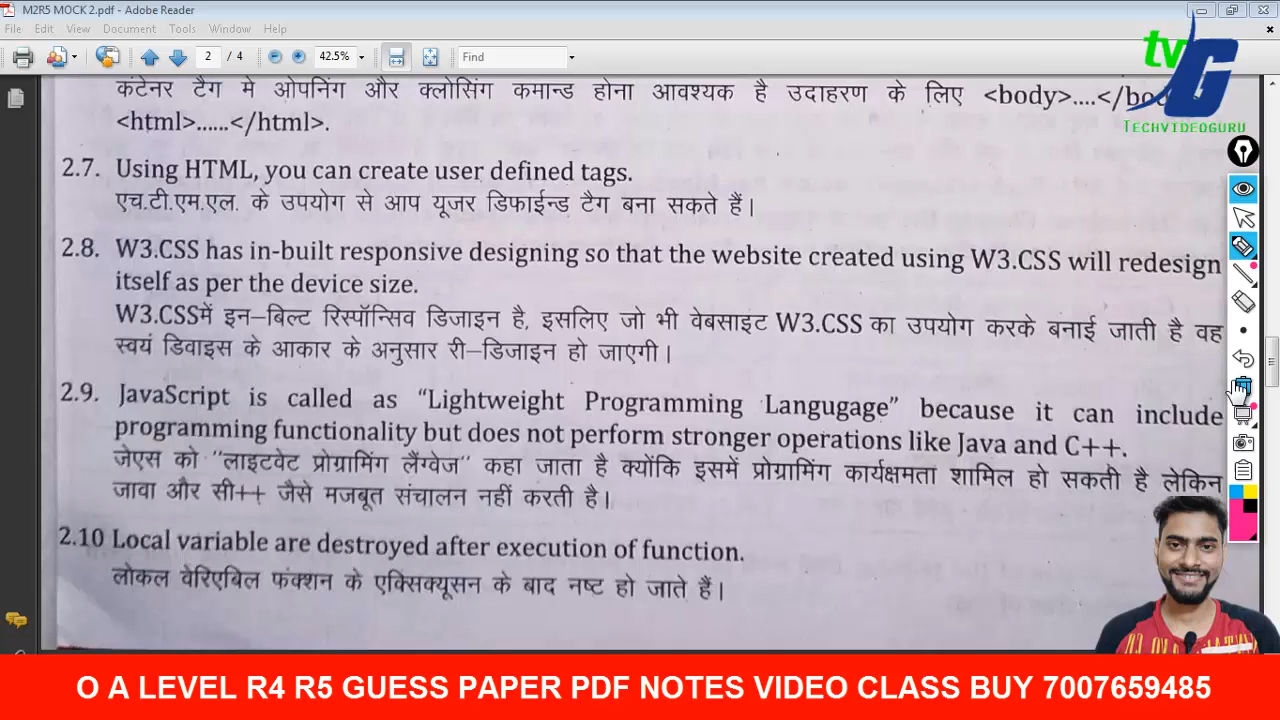 M2R5 MOCK 2.pdf - Adobe Reader
File Edit View Document Tools Window Help
2 / 4 42.5% Find
tv G
TECHVIDEOGURU
कंटेनर टैग मे ओपनिंग और क्लोसिंग कमान्ड होना आवश्यक है उदाहरण के लिए <body>....</bo
<html>......</html>.
2.7. Using HTML, you can create user defined tags.
एच.टी.एम.एल. के उपयोग से आप यूजर डिफाईन्ड टैग बना सकते हैं।
2.8. W3.CSS has in-built responsive designing so that the website created using W3.CSS will redesign
itself as per the device size.
W3.CSSमें इन–बिल्ट रिस्पॉन्सिव डिजाइन है, इसलिए जो भी वेबसाइट W3.CSS का उपयोग करके बनाई जाती है वह
स्वयं डिवाइस के आकार के अनुसार री–डिजाइन हो जाएगी।
2.9. JavaScript is called as “Lightweight Programming Langugage” because it can include
programming functionality but does not perform stronger operations like Java and C++.
जेएस को "लाइटवेट प्रोग्रामिंग लैंग्वेज" कहा जाता है क्योंकि इसमें प्रोग्रामिंग कार्यक्षमता शामिल हो सकती है लेकिन
जावा और सी++ जैसे मजबूत संचालन नहीं करती है।
2.10 Local variable are destroyed after execution of function.
लोकल वेरिएबिल फंक्शन के एक्सिक्यूसन के बाद नष्ट हो जाते हैं।
O A LEVEL R4 R5 GUESS PAPER PDF NOTES VIDEO CLASS BUY 7007659485